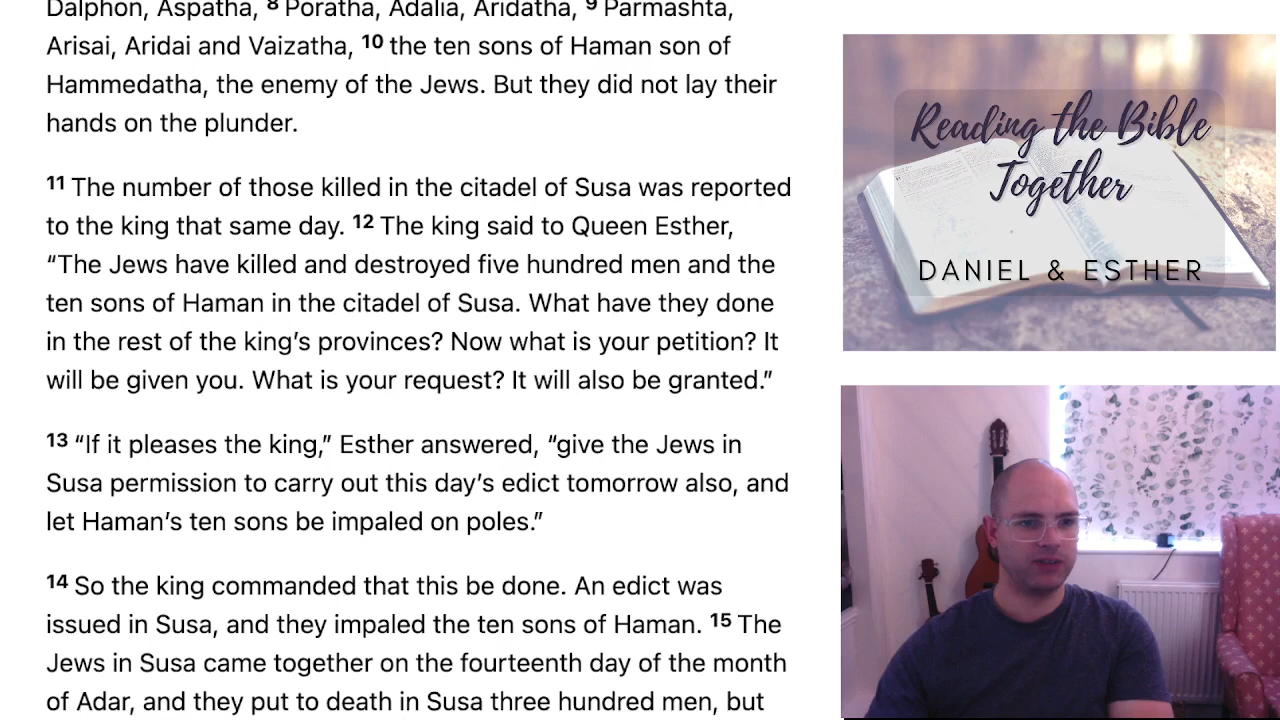 Dalphon, Aspatha, 8 Poratha, Adalia, Aridatha, 9 Parmashta,
Arisai, Aridai and Vaizatha, 10 the ten sons of Haman son of
Hammedatha, the enemy of the Jews. But they did not lay their
hands on the plunder.
11 The number of those killed in the citadel of Susa was reported
to the king that same day. 12 The king said to Queen Esther,
“The Jews have killed and destroyed five hundred men and the
ten sons of Haman in the citadel of Susa. What have they done
in the rest of the king’s provinces? Now what is your petition? It
will be given you. What is your request? It will also be granted.”
13 “If it pleases the king,” Esther answered, “give the Jews in
Susa permission to carry out this day’s edict tomorrow also, and
let Haman’s ten sons be impaled on poles.”
14 So the king commanded that this be done. An edict was
issued in Susa, and they impaled the ten sons of Haman. 15 The
Jews in Susa came together on the fourteenth day of the month
of Adar, and they put to death in Susa three hundred men, but
Reading the Bible
Together
DANIEL & ESTHER